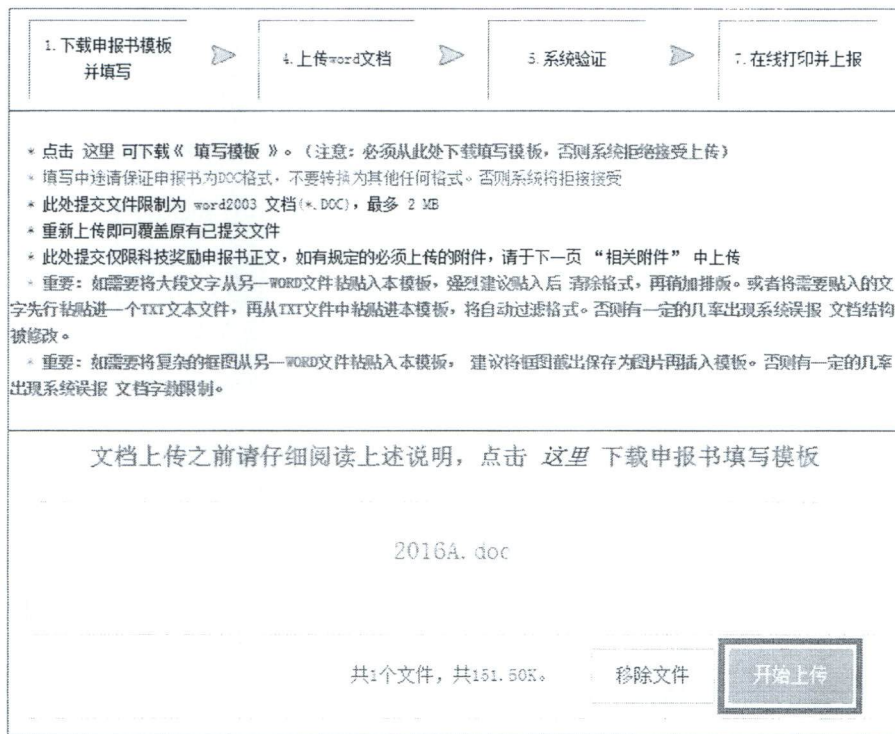 1.下载申报书模板
并填写
4.上传word文档
5.系统验证
7.在线打印并上报
* 点击 这里 可下载《 填写模板 》。(注意:必须从此处下载填写模板,否则系统拒绝接受上传)
* 填写中途请保证申报书为DOC格式,不要转换为其他任何格式。否则系统将拒接接受
* 此处提交文件限制为 word2003 文档(*.DOC),最多 2 MB
* 重新上传即可覆盖原有已提交文件
* 此处提交仅限科技奖励申报书正文,如有规定的必须上传的附件,请于下一页 “相关附件” 中上传
* 重要:如需要将大段文字从另一WORD文件粘贴入本模板,强烈建议贴入后 清除格式,再稍加排版。或者将需要贴入的文
字先行粘贴进一个TXT文本文件,再从TXT文件中粘贴进本模板,将自动过滤格式。否则有一定的几率出现系统误报 文档结构
被修改。
* 重要:如需要将复杂的框图从另一WORD文件粘贴入本模板, 建议将框图截出保存为图片再插入模板。否则有一定的几率
出现系统误报 文档字数限制。
文档上传之前请仔细阅读上述说明,点击 这里 下载申报书填写模板
2016A.doc
共1个文件,共151.50K。
移除文件
开始上传